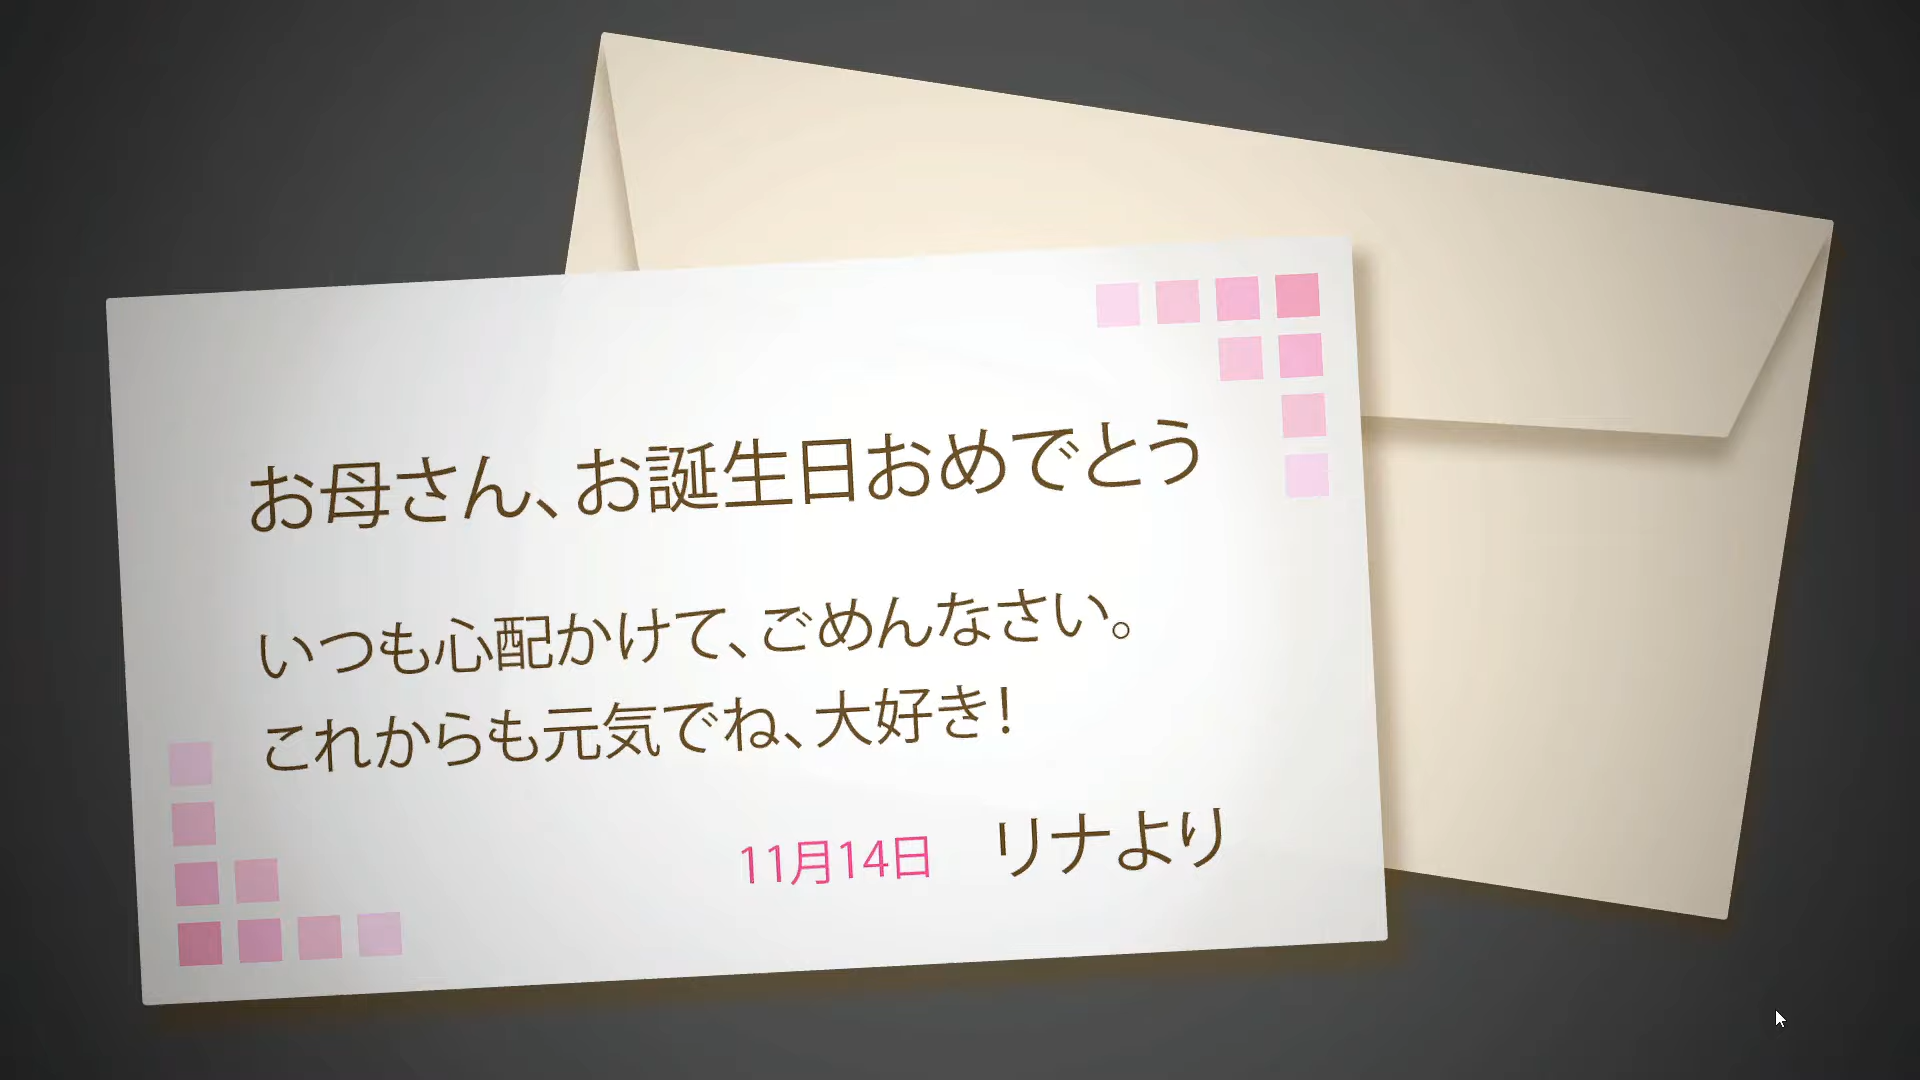 お母さん、お誕生日おめでとう
いつも心配かけて、ごめんなさい。
これからも元気でね、大好き！
11月14日　リナより